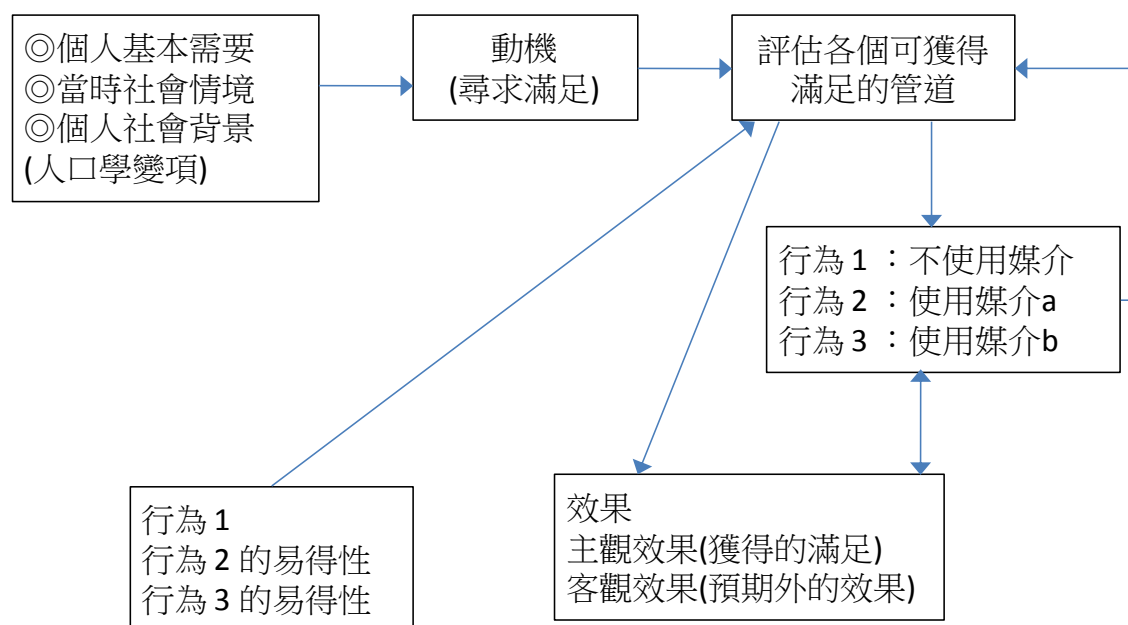 ◎個人基本需要
◎當時社會情境
◎個人社會背景
(人口學變項)
動機
(尋求滿足)
評估各個可獲得
滿足的管道
行為 1 ：不使用媒介
行為 2 ：使用媒介a
行為 3 ：使用媒介b
行為 1
行為 2 的易得性
行為 3 的易得性
效果
主觀效果(獲得的滿足)
客觀效果(預期外的效果)